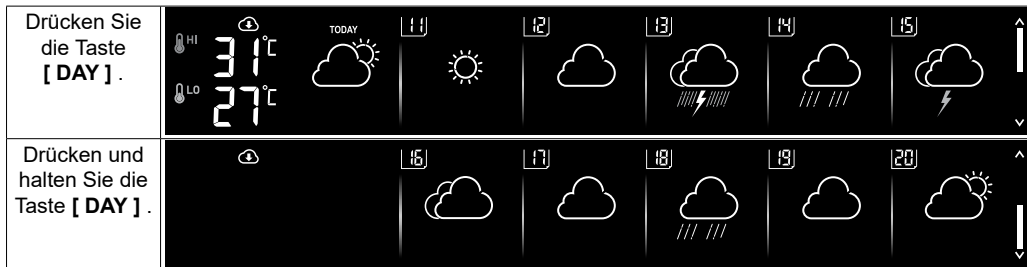 Drücken Sie
die Taste
[ DAY ] .
HI 31°C
LO 27°C
TODAY 11 12 13 14 15
Drücken und
halten Sie die
Taste [ DAY ] .
16 17 18 19 20